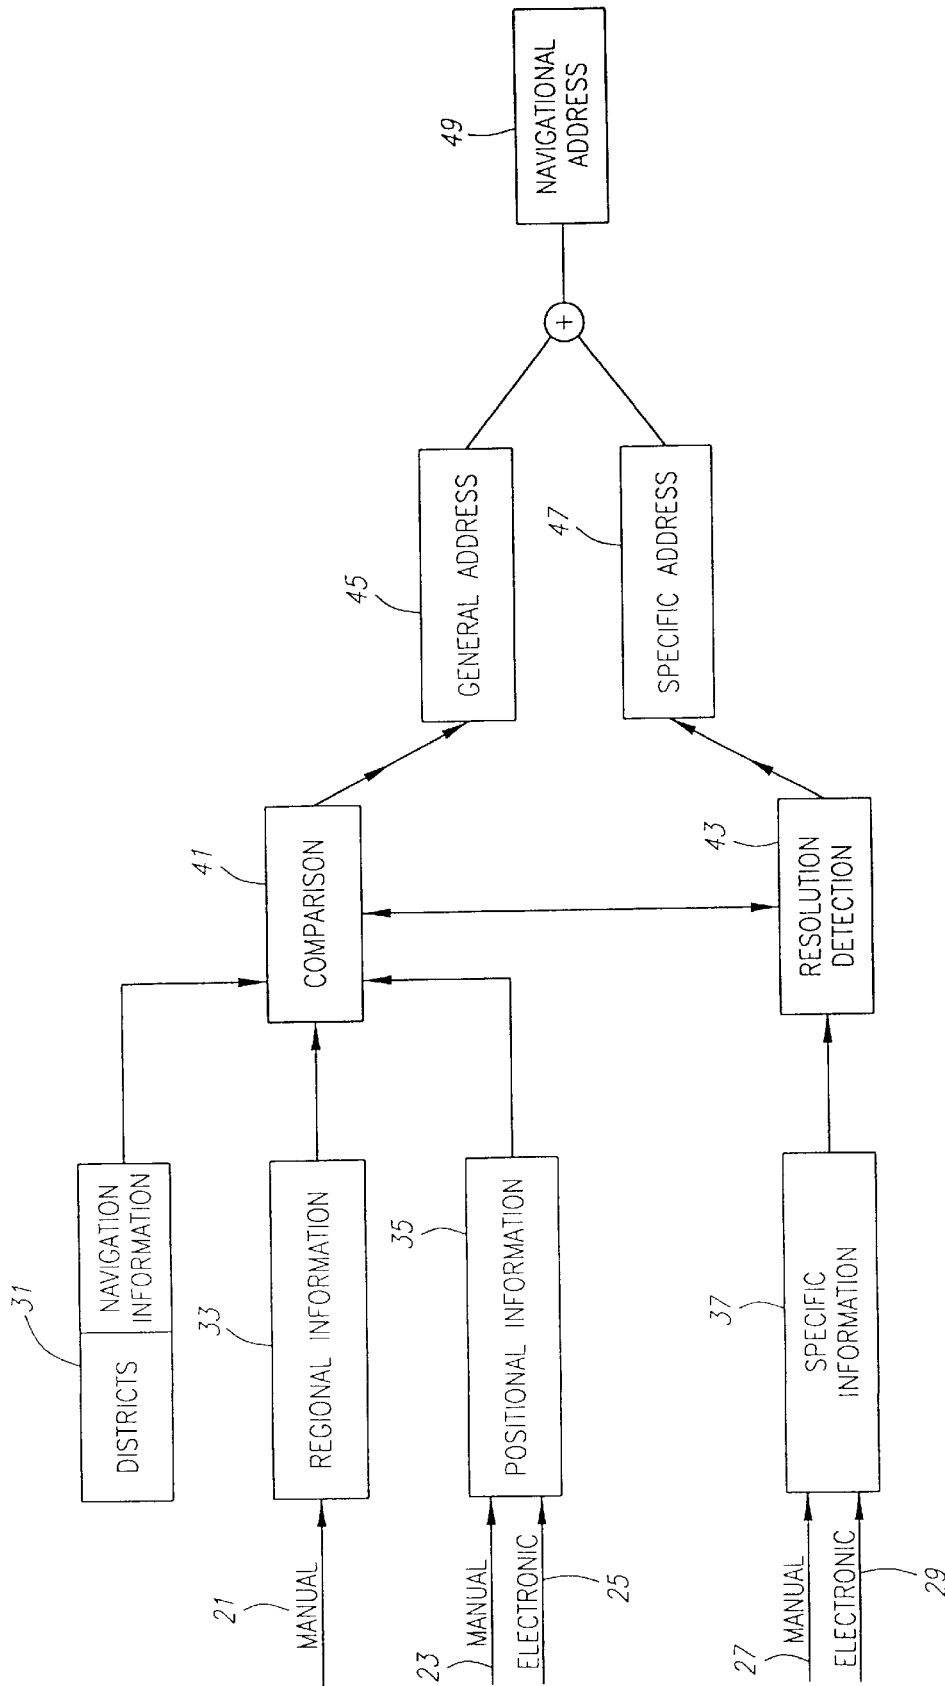 31
DISTRICTS
NAVIGATION
INFORMATION
21
MANUAL
33
REGIONAL INFORMATION
41
COMPARISON
23
MANUAL
ELECTRONIC
25
35
POSITIONAL INFORMATION
45
GENERAL ADDRESS
49
NAVIGATIONAL
ADDRESS
+
47
SPECIFIC ADDRESS
27
MANUAL
ELECTRONIC
29
37
SPECIFIC
INFORMATION
43
RESOLUTION
DETECTION